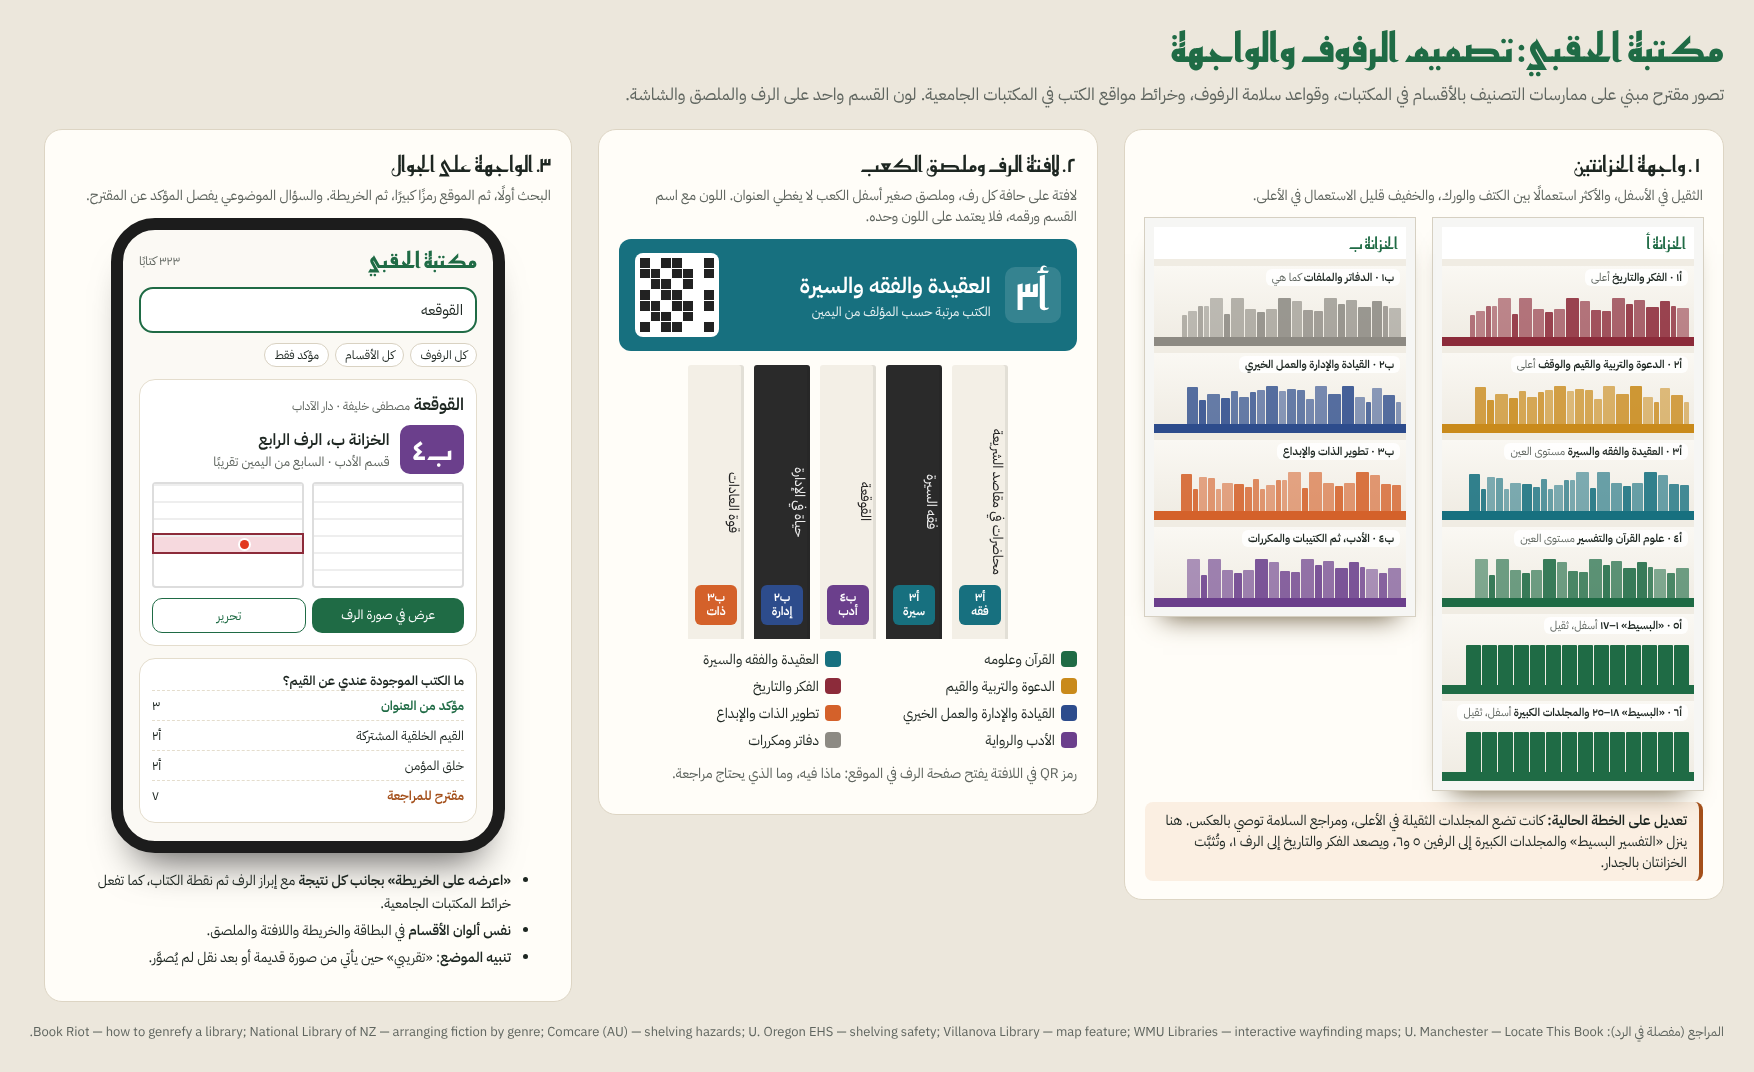 مكتبة الحقبي: تصميم الرفوف والواجهة
تصور مقترح مبني على ممارسات التصنيف بالأقسام في المكتبات، وقواعد سلامة الرفوف، وخرائط مواقع الكتب في المكتبات الجامعية. لون القسم واحد على الرف والملصق والشاشة.
١. واجهة الخزانتين
الثقيل في الأسفل، والأكثر استعمالًا بين الكتف والورك، والخفيف قليل الاستعمال في الأعلى.
الخزانة أ
أ١ · الفكر والتاريخ أعلى
أ٢ · الدعوة والتربية والقيم والوقف أعلى
أ٣ · العقيدة والفقه والسيرة مستوى العين
أ٤ · علوم القرآن والتفسير مستوى العين
أ٥ · «البسيط» ١–١٧ أسفل، ثقيل
أ٦ · «البسيط» ١٨–٢٥ والمجلدات الكبيرة أسفل، ثقيل
الخزانة ب
ب١ · الدفاتر والملفات كما هي
ب٢ · القيادة والإدارة والعمل الخيري
ب٣ · تطوير الذات والإبداع
ب٤ · الأدب، ثم الكتيبات والمكررات
تعديل على الخطة الحالية: كانت تضع المجلدات الثقيلة في الأعلى، ومراجع السلامة توصي بالعكس. هنا
ينزل «التفسير البسيط» والمجلدات الكبيرة إلى الرفين ٥ و٦، ويصعد الفكر والتاريخ إلى الرف ١، وتُثبَّت
الخزانتان بالجدار.
٢. لافتة الرف وملصق الكعب
لافتة على حافة كل رف، وملصق صغير أسفل الكعب لا يغطي العنوان. اللون مع اسم
القسم ورقمه، فلا يعتمد على اللون وحده.
أ٣
العقيدة والفقه والسيرة
الكتب مرتبة حسب المؤلف من اليمين
محاضرات في مقاصد الشريعة
أ٣
فقه
فقه السيرة
أ٣
سيرة
القوقعة
ب٤
أدب
حياة في الإدارة
ب٢
إدارة
قوة العادات
ب٣
ذات
القرآن وعلومه
العقيدة والفقه والسيرة
الدعوة والتربية والقيم
الفكر والتاريخ
القيادة والإدارة والعمل الخيري
تطوير الذات والإبداع
الأدب والرواية
دفاتر ومكررات
رمز QR في اللافتة يفتح صفحة الرف في الموقع: ماذا فيه، وما الذي يحتاج مراجعة.
٣. الواجهة على الجوال
البحث أولًا، ثم الموقع رمزًا كبيرًا، ثم الخريطة. والسؤال الموضوعي يفصل المؤكد عن المقترح.
مكتبة الحقبي
٣٢٣ كتابًا
القوقعه
كل الرفوف
كل الأقسام
مؤكد فقط
القوقعة مصطفى خليفة · دار الآداب
ب٤
الخزانة ب، الرف الرابع
قسم الأدب · السابع من اليمين تقريبًا
عرض في صورة الرف
تحرير
ما الكتب الموجودة عندي عن القيم؟
مؤكد من العنوان ٣
القيم الخلقية المشتركة أ٢
خلق المؤمن أ٢
مقترح للمراجعة ٧
• «اعرضه على الخريطة» بجانب كل نتيجة مع إبراز الرف ثم نقطة الكتاب، كما تفعل
خرائط المكتبات الجامعية.
• نفس ألوان الأقسام في البطاقة والخريطة واللافتة والملصق.
• تنبيه الموضع: «تقريبي» حين يأتي من صورة قديمة أو بعد نقل لم يُصوَّر.
المراجع (مفصلة في الرد): Book Riot — how to genrefy a library; National Library of NZ — arranging fiction by genre; Comcare (AU) — shelving hazards; U. Oregon EHS — shelving safety; Villanova Library — map feature; WMU Libraries — interactive wayfinding maps; U. Manchester — Locate This Book.